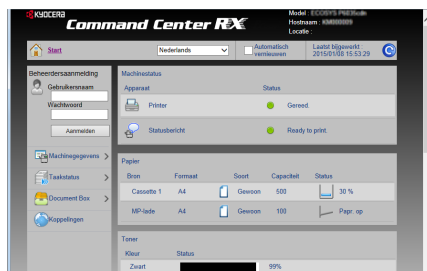 KYOCERA
Command Center RX
Model : ECOSYS P6035cdn
Hostnaam : KM00009
Locatie :
Start
Nederlands
Automatisch vernieuwen
Laatst bijgewerkt :
2015/01/08 15:53:29
Beheerdersaanmelding
Gebruikersnaam
Wachtwoord
Aanmelden
Machinegegevens
Taakstatus
Document Box
Koppelingen
Machinestatus
Apparaat Status
Printer Gereed.
Statusbericht Ready to print.
Papier
Bron Formaat Soort Capaciteit Status
Cassette 1 A4 Gewoon 500 30 %
MP-lade A4 Gewoon 100 Papr. op
Toner
Kleur Status
Zwart 99%